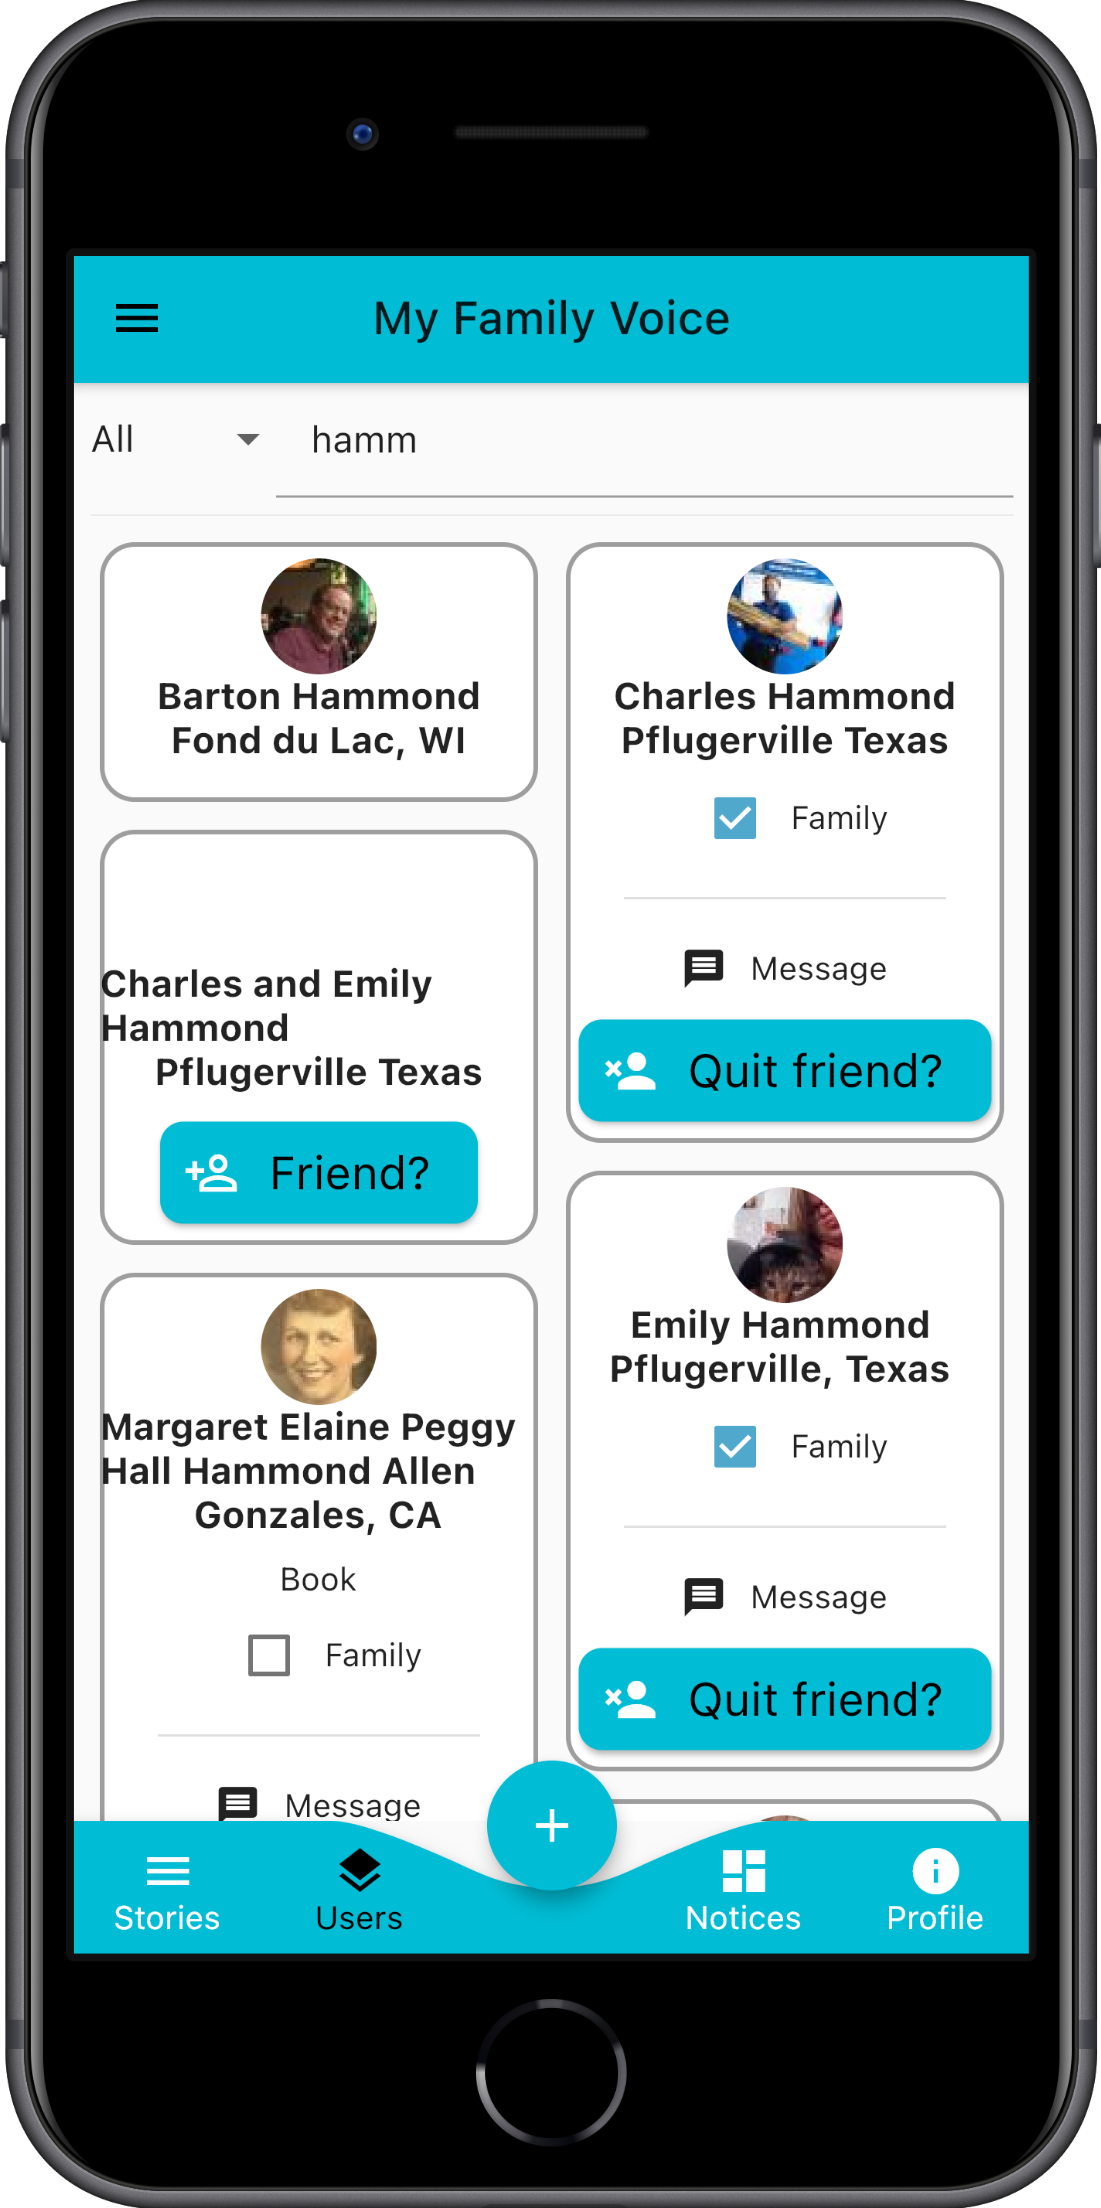 My Family Voice
All
hamm
Barton Hammond
Fond du Lac, WI
Charles Hammond
Pflugerville Texas
Family
Message
Quit friend?
Charles and Emily
Hammond
Pflugerville Texas
Friend?
Emily Hammond
Pflugerville, Texas
Family
Message
Quit friend?
Margaret Elaine Peggy
Hall Hammond Allen
Gonzales, CA
Book
Family
Message
Stories
Users
Notices
Profile